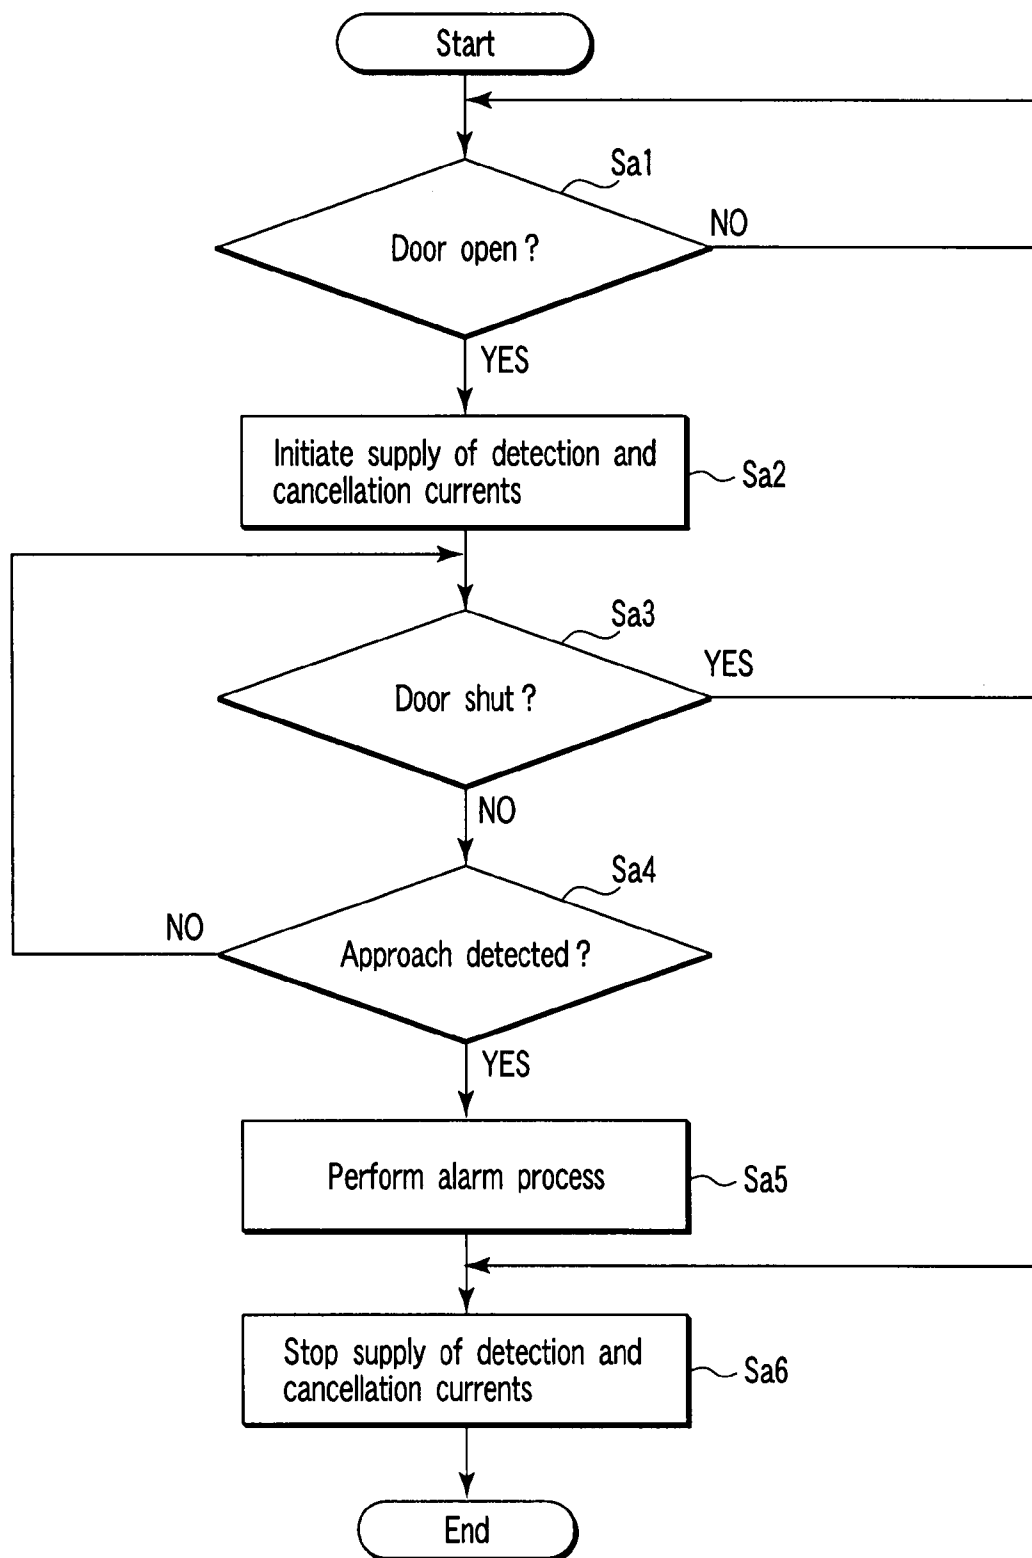 Start
Sa1
Door open?
NO
YES
Initiate supply of detection and
cancellation currents
Sa2
Sa3
Door shut?
YES
NO
Sa4
Approach detected?
NO
YES
Perform alarm process
Sa5
Stop supply of detection and
cancellation currents
Sa6
End